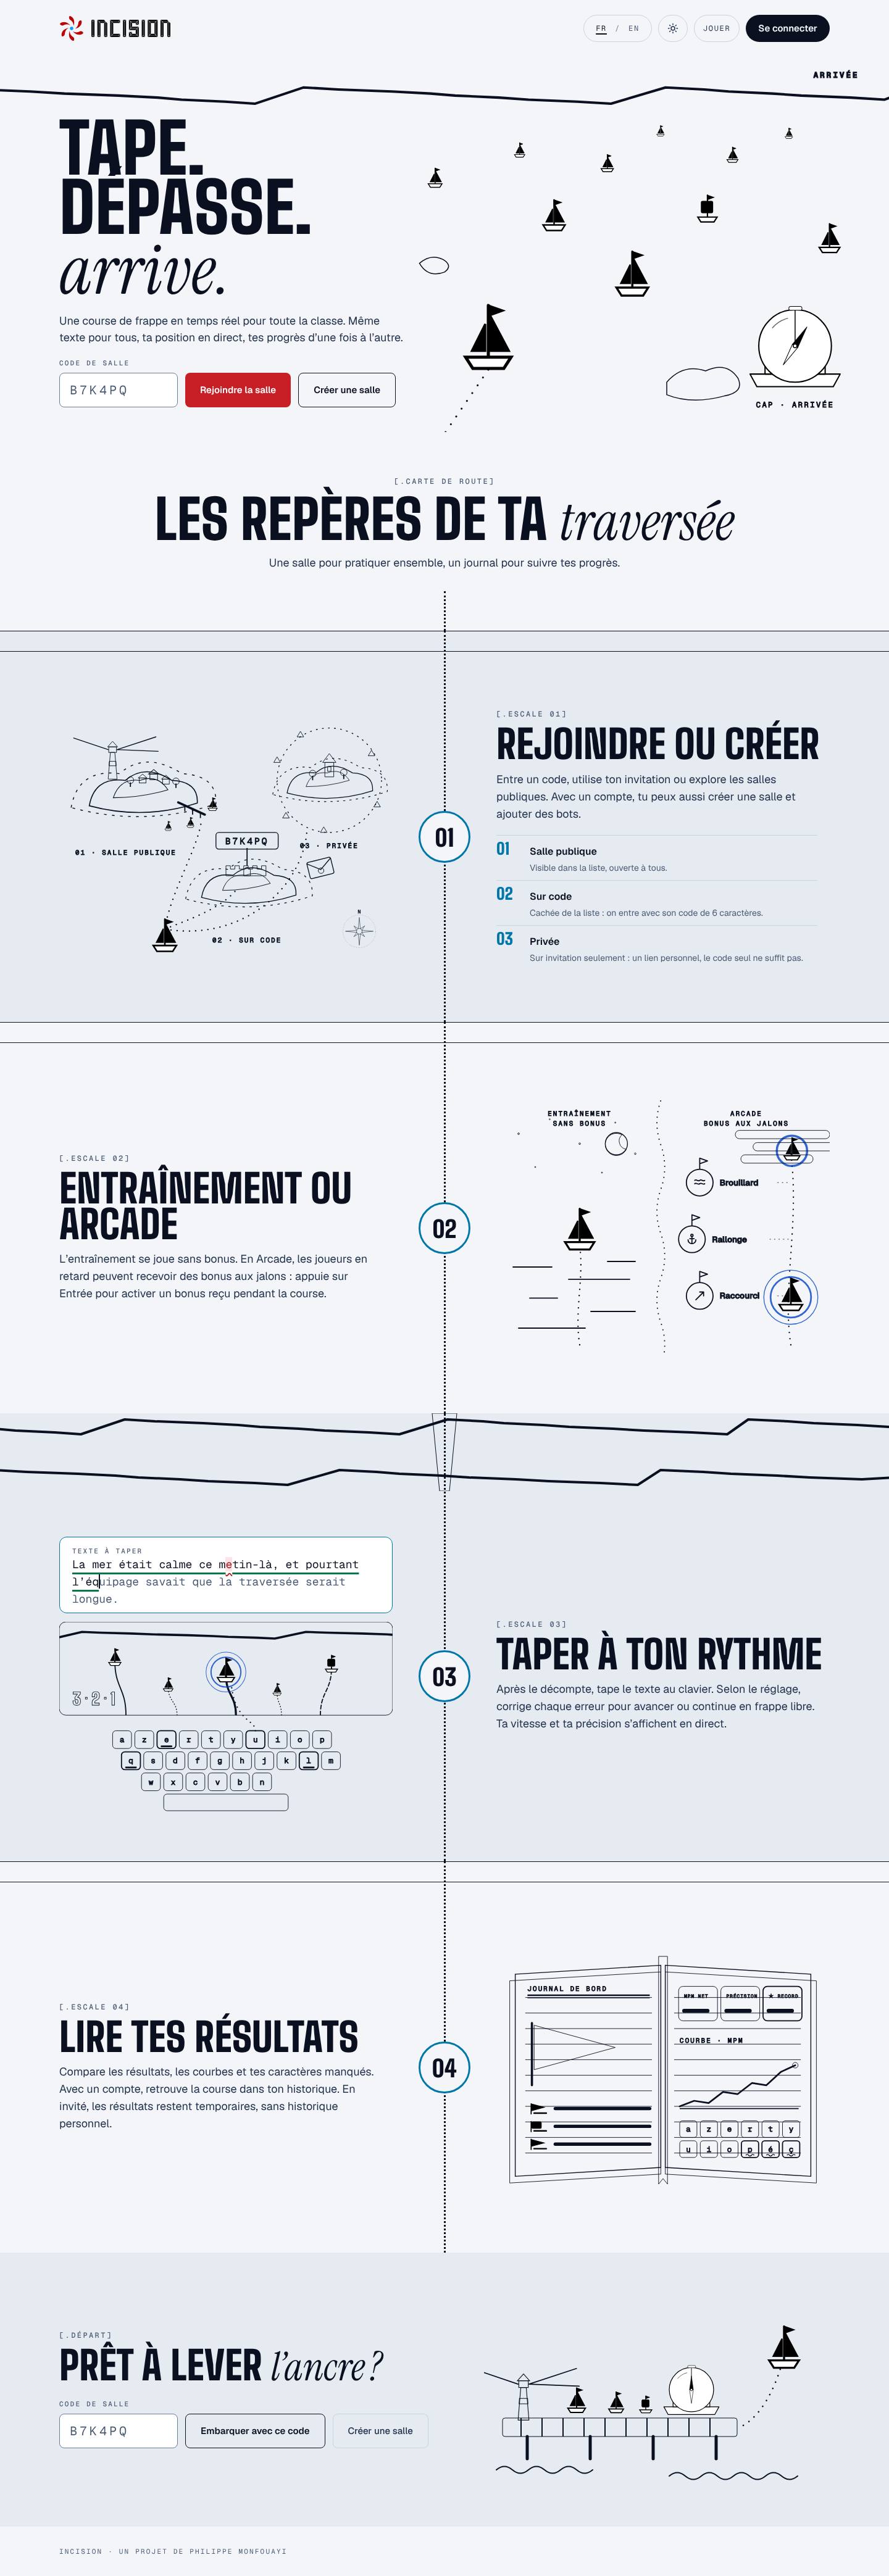 INCISION
FR / EN
JOUER
Se connecter
ARRIVÉE
TAPE.
DÉPASSE.
arrive.
Une course de frappe en temps réel pour toute la classe. Même
texte pour tous, ta position en direct, tes progrès d’une fois à l’autre.
CODE DE SALLE
B7K4PQ
Rejoindre la salle
Créer une salle
CAP · ARRIVÉE
[.CARTE DE ROUTE]
LES REPÈRES DE TA traversée
Une salle pour pratiquer ensemble, un journal pour suivre tes progrès.
01 · SALLE PUBLIQUE
B7K4PQ
03 · PRIVÉE
02 · SUR CODE
N
01
[.ESCALE 01]
REJOINDRE OU CRÉER
Entre un code, utilise ton invitation ou explore les salles
publiques. Avec un compte, tu peux aussi créer une salle et
ajouter des bots.
01 Salle publique
Visible dans la liste, ouverte à tous.
02 Sur code
Cachée de la liste : on entre avec son code de 6 caractères.
03 Privée
Sur invitation seulement : un lien personnel, le code seul ne suffit pas.
[.ESCALE 02]
ENTRAÎNEMENT OU
ARCADE
L’entraînement se joue sans bonus. En Arcade, les joueurs en
retard peuvent recevoir des bonus aux jalons : appuie sur
Entrée pour activer un bonus reçu pendant la course.
02
ENTRAÎNEMENT
SANS BONUS
ARCADE
BONUS AUX JALONS
Brouillard
Rallonge
Raccourci
TEXTE À TAPER
La mer était calme ce metin-là, et pourtant
l’équipage savait que la traversée serait
longue.
3·2·1
a z e r t y u i o p
q s d f g h j k l m
w x c v b n
03
[.ESCALE 03]
TAPER À TON RYTHME
Après le décompte, tape le texte au clavier. Selon le réglage,
corrige chaque erreur pour avancer ou continue en frappe libre.
Ta vitesse et ta précision s’affichent en direct.
[.ESCALE 04]
LIRE TES RÉSULTATS
Compare les résultats, les courbes et tes caractères manqués.
Avec un compte, retrouve la course dans ton historique. En
invité, les résultats restent temporaires, sans historique
personnel.
04
JOURNAL DE BORD
MPM NET
PRÉCISION
★ RECORD
COURBE · MPM
a z e r t y
u i o p é ç
[.DÉPART]
PRÊT À LEVER l’ancre ?
CODE DE SALLE
B7K4PQ
Embarquer avec ce code
Créer une salle
INCISION · UN PROJET DE PHILIPPE MONFOUAYI